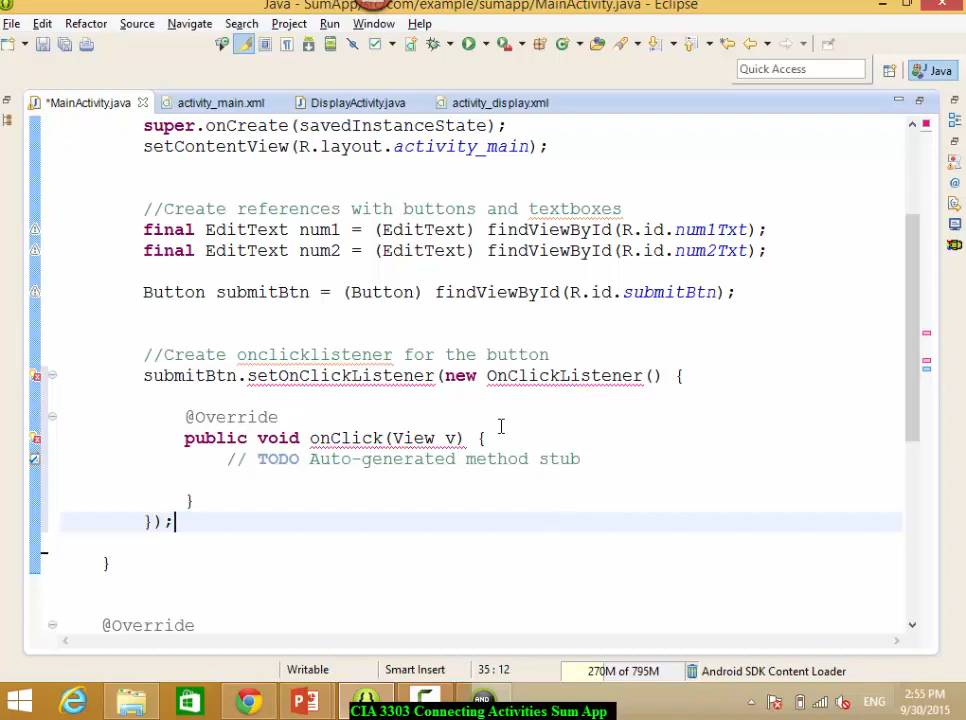 Java - SumApp/src/com/example/sumapp/MainActivity.java - Eclipse
File Edit Refactor Source Navigate Search Project Run Window Help
Quick Access
Java
*MainActivity.java activity_main.xml DisplayActivity.java activity_display.xml
super.onCreate(savedInstanceState);
setContentView(R.layout.activity_main);
//Create references with buttons and textboxes
final EditText num1 = (EditText) findViewById(R.id.num1Txt);
final EditText num2 = (EditText) findViewById(R.id.num2Txt);
Button submitBtn = (Button) findViewById(R.id.submitBtn);
//Create onclicklistener for the button
submitBtn.setOnClickListener(new OnClickListener() {
@Override
public void onClick(View v) {
// TODO Auto-generated method stub
}
});
}
@Override
Writable Smart Insert 35 : 12 270M of 795M Android SDK Content Loader
ENG
2:55 PM
9/30/2015
CIA 3303 Connecting Activities Sum App